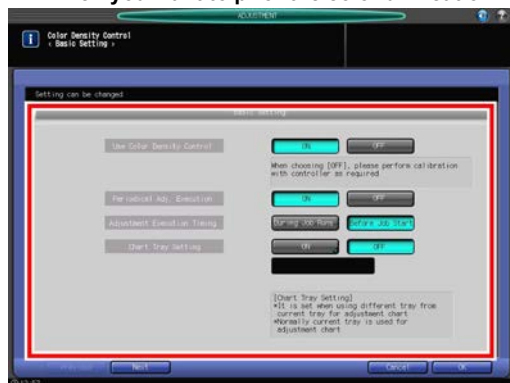 ADJUSTMENT
Color Density Control
< Basic Setting >
Setting can be changed
Basic Setting
Use Color Density Control
ON
OFF
When choosing [OFF], please perform calibration
with controller as required
Periodical Adj. Execution
ON
OFF
Adjustment Execution Timing
During Job Runs
Before Job Start
Chart Tray Setting
ON
OFF
[Chart Tray Setting]
*It is set when using different tray from
current tray for adjustment chart
*Normally current tray is used for
adjustment chart
Previous
Next
Cancel
OK